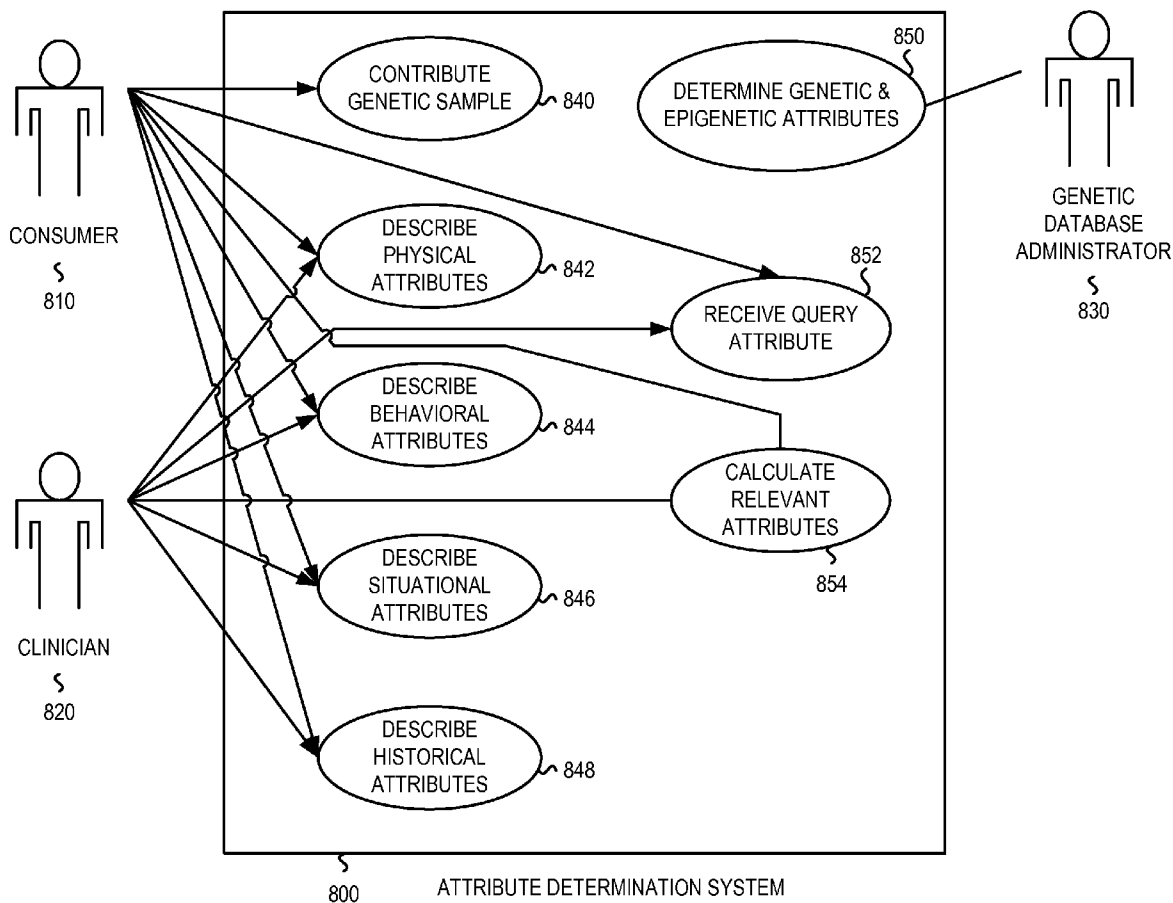 CONTRIBUTE
GENETIC SAMPLE
840
850
DETERMINE GENETIC &
EPIGENETIC ATTRIBUTES
CONSUMER
810
GENETIC
DATABASE
ADMINISTRATOR
830
DESCRIBE
PHYSICAL
ATTRIBUTES
842
852
RECEIVE QUERY
ATTRIBUTE
DESCRIBE
BEHAVIORAL
ATTRIBUTES
844
CALCULATE
RELEVANT
ATTRIBUTES
854
DESCRIBE
SITUATIONAL
ATTRIBUTES
846
CLINICIAN
820
DESCRIBE
HISTORICAL
ATTRIBUTES
848
800
ATTRIBUTE DETERMINATION SYSTEM